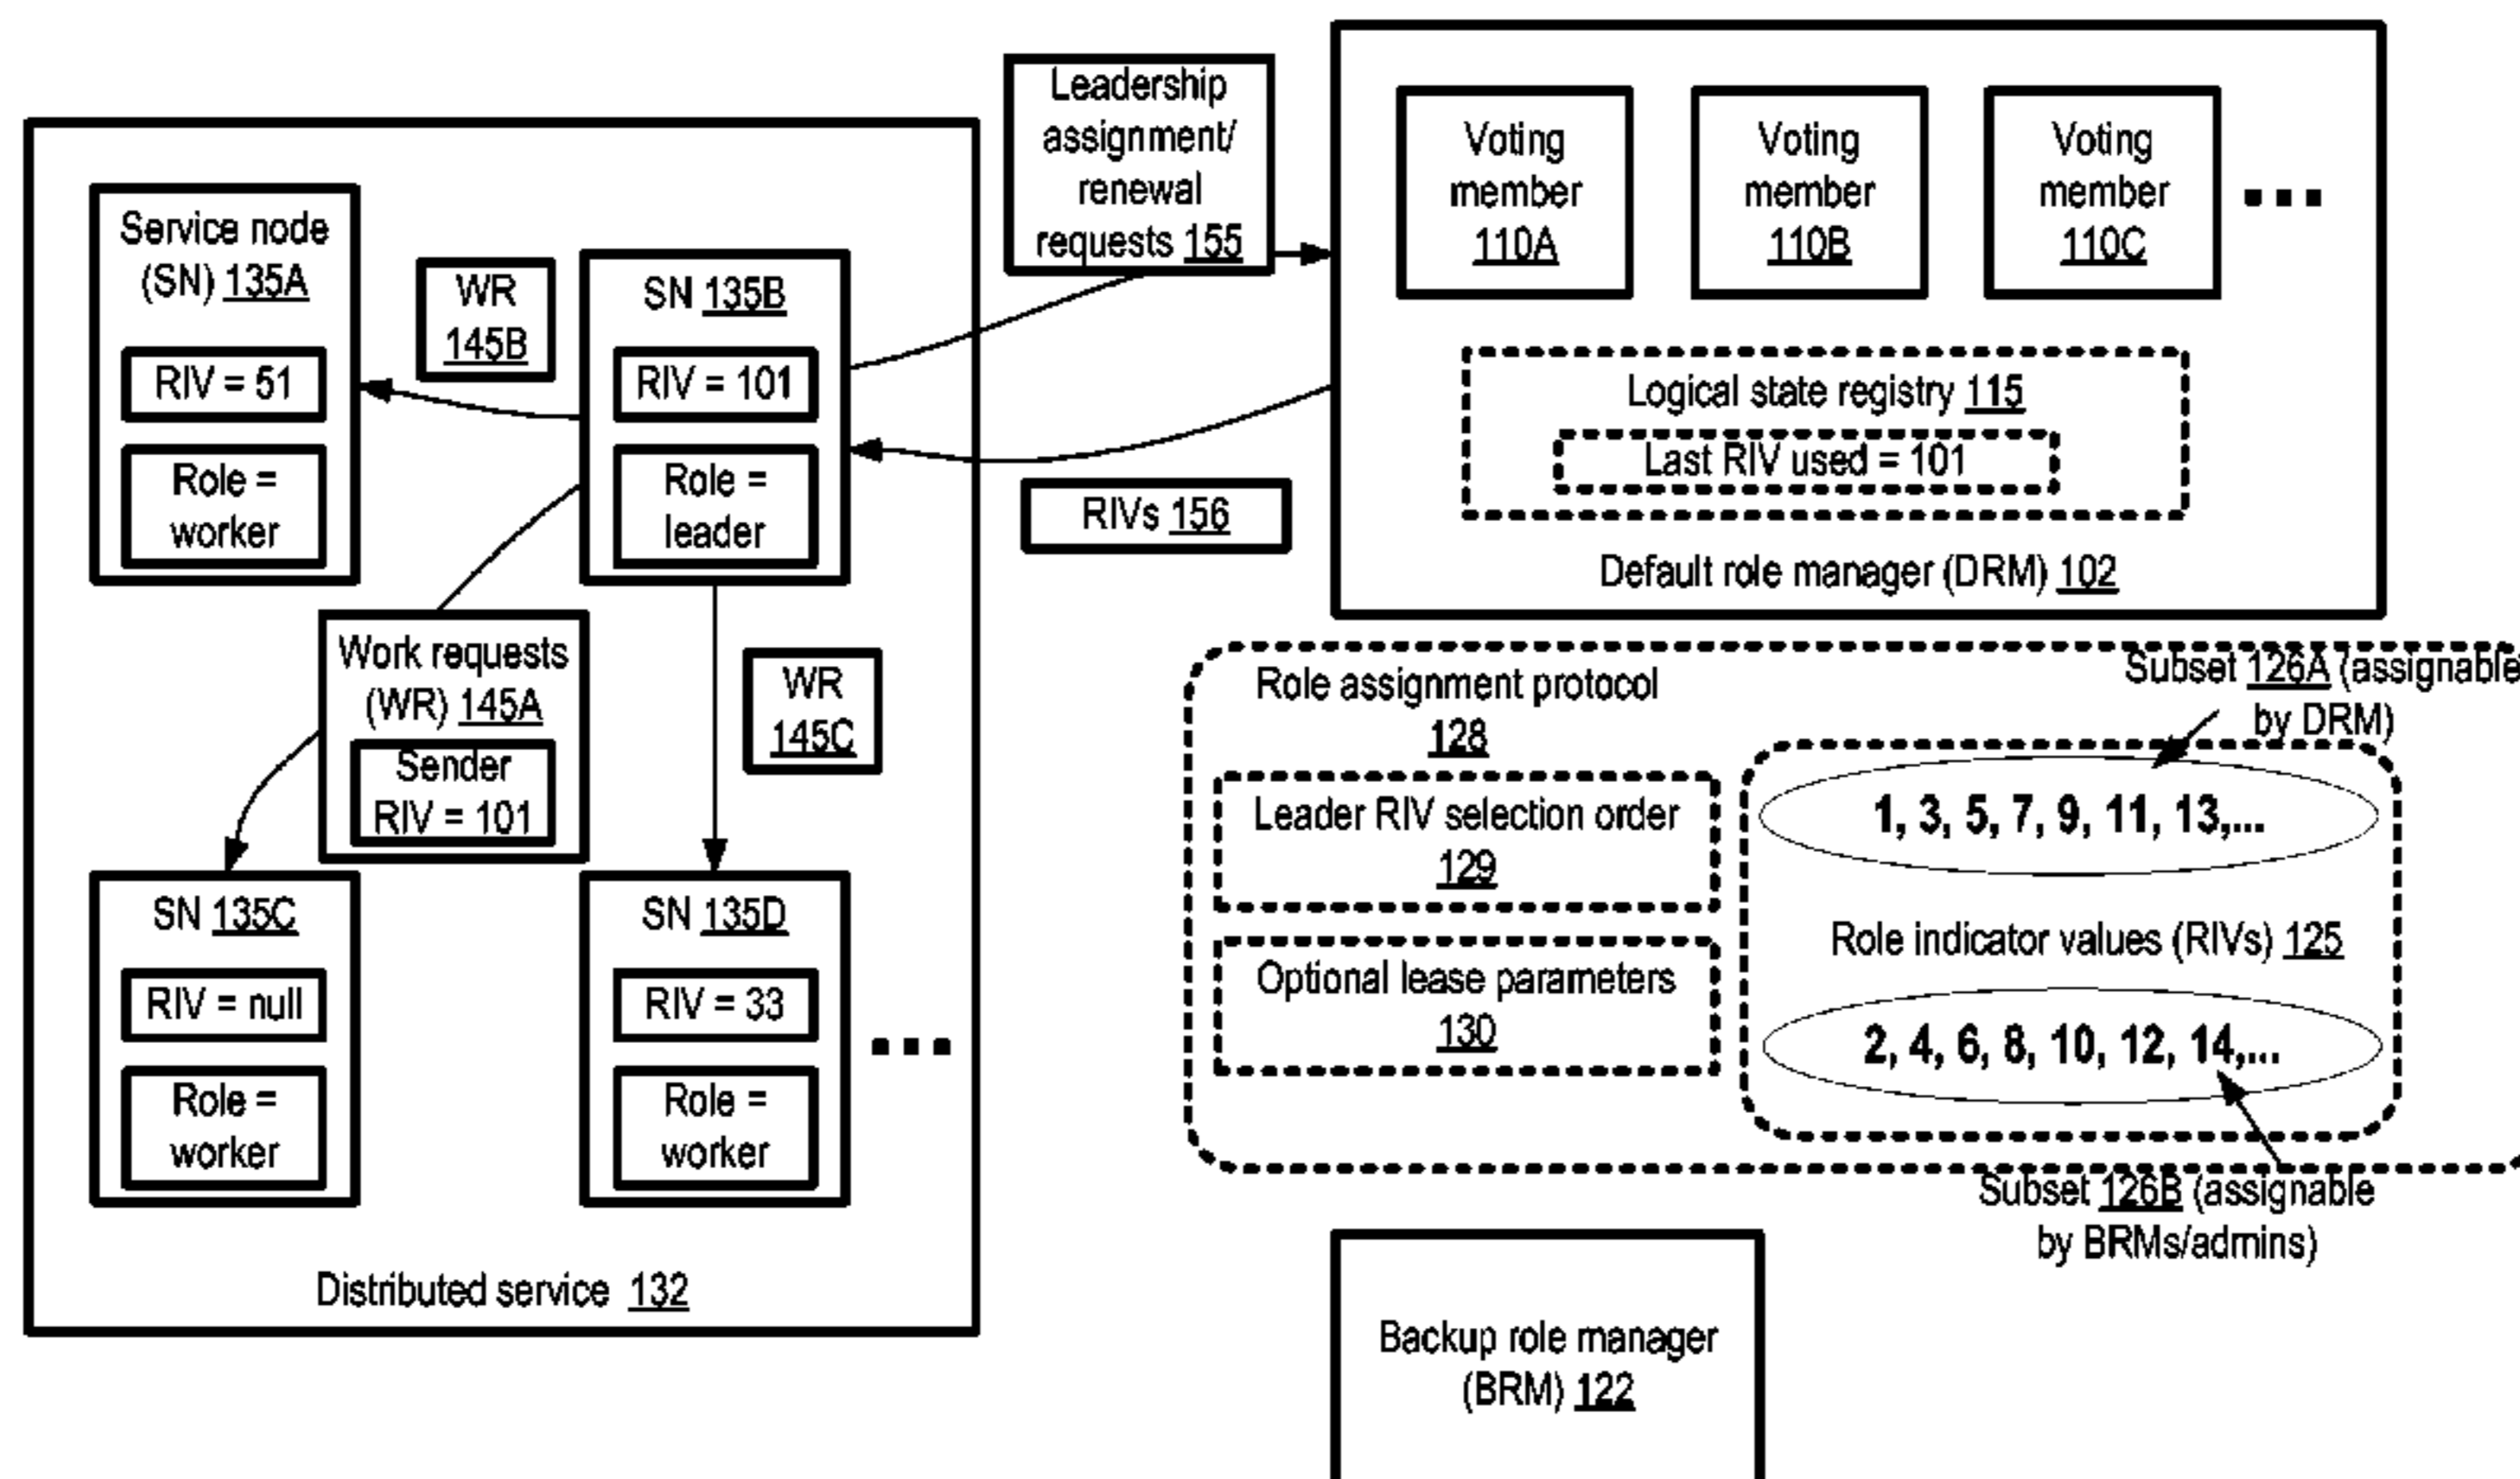 Leadership
assignment/
renewal
requests 155
Voting
member
110A
Voting
member
110B
Voting
member
110C
...
Logical state registry 115
Last RIV used = 101
Default role manager (DRM) 102
RIVs 156
Service node
(SN) 135A
RIV = 51
Role =
worker
WR
145B
SN 135B
RIV = 101
Role =
leader
Work requests
(WR) 145A
Sender
RIV = 101
WR
145C
SN 135C
RIV = null
Role =
worker
SN 135D
RIV = 33
Role =
worker
...
Distributed service 132
Role assignment protocol
128
Leader RIV selection order
129
Optional lease parameters
130
Subset 126A (assignable
by DRM)
1, 3, 5, 7, 9, 11, 13,...
Role indicator values (RIVs) 125
2, 4, 6, 8, 10, 12, 14,...
Subset 126B (assignable
by BRMs/admins)
Backup role manager
(BRM) 122